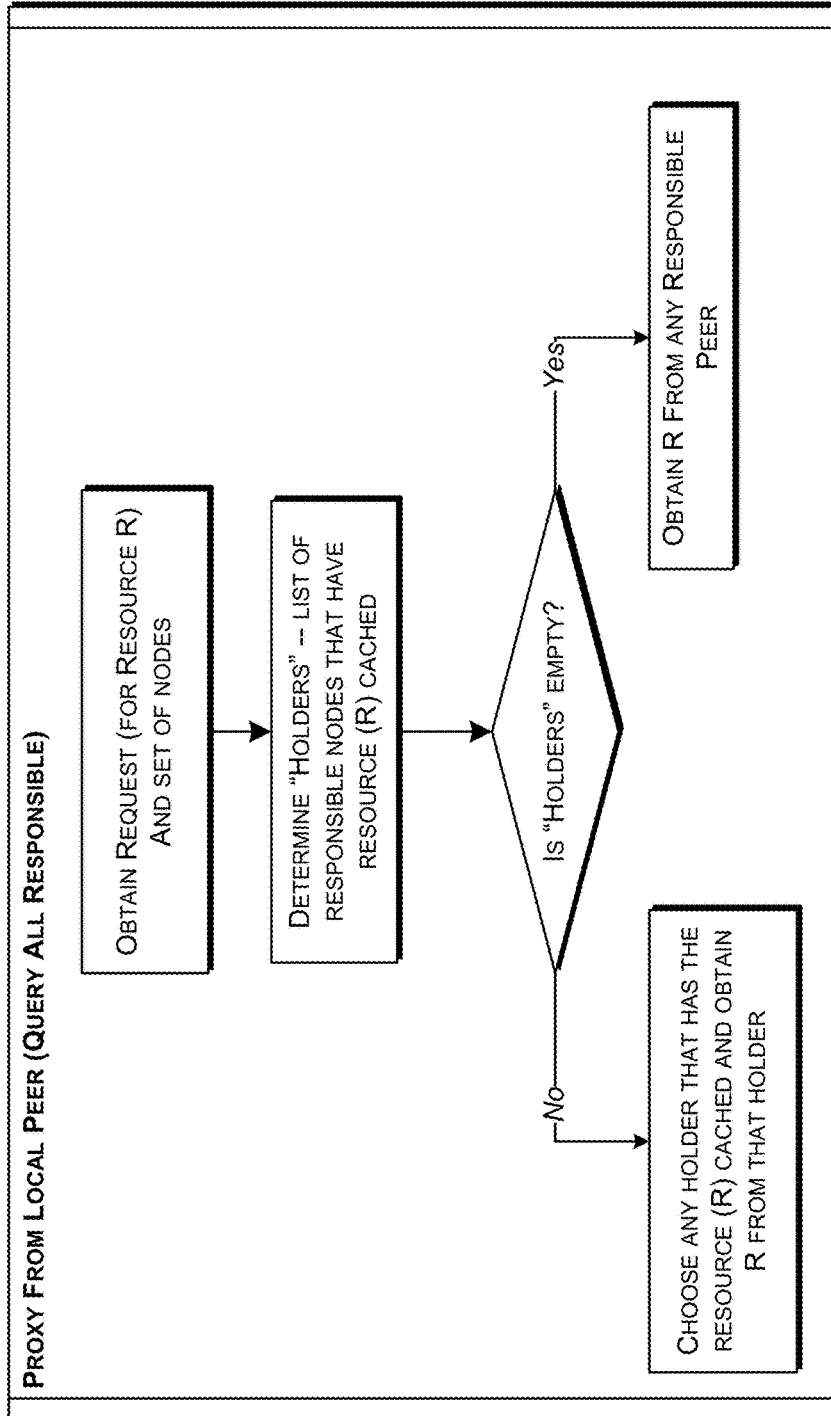 PROXY FROM LOCAL PEER (QUERY ALL RESPONSIBLE)
OBTAIN REQUEST (FOR RESOURCE R)
AND SET OF NODES
DETERMINE “HOLDERS” -- LIST OF
RESPONSIBLE NODES THAT HAVE
RESOURCE (R) CACHED
IS “HOLDERS” EMPTY?
No
Yes
CHOOSE ANY HOLDER THAT HAS THE
RESOURCE (R) CACHED AND OBTAIN
R FROM THAT HOLDER
OBTAIN R FROM ANY RESPONSIBLE
PEER